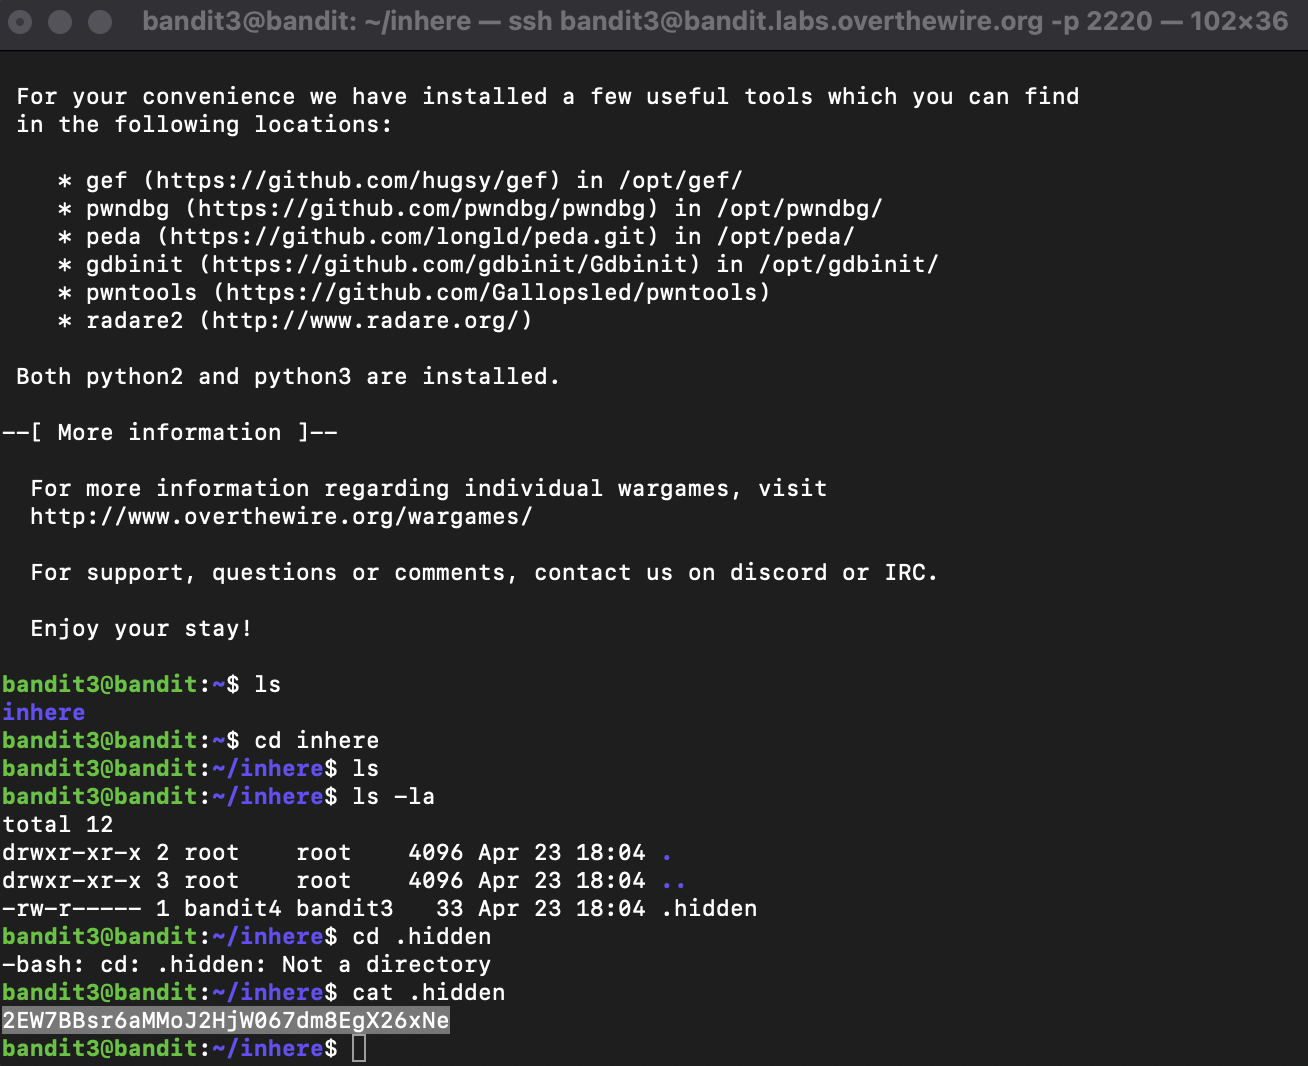 bandit3@bandit: ~/inhere — ssh bandit3@bandit.labs.overthewire.org -p 2220 — 102×36
For your convenience we have installed a few useful tools which you can find
in the following locations:
* gef (https://github.com/hugsy/gef) in /opt/gef/
* pwndbg (https://github.com/pwndbg/pwndbg) in /opt/pwndbg/
* peda (https://github.com/longld/peda.git) in /opt/peda/
* gdbinit (https://github.com/gdbinit/Gdbinit) in /opt/gdbinit/
* pwntools (https://github.com/Gallopsled/pwntools)
* radare2 (http://www.radare.org/)
Both python2 and python3 are installed.
--[ More information ]--
For more information regarding individual wargames, visit
http://www.overthewire.org/wargames/
For support, questions or comments, contact us on discord or IRC.
Enjoy your stay!
bandit3@bandit:~$ ls
inhere
bandit3@bandit:~$ cd inhere
bandit3@bandit:~/inhere$ ls
bandit3@bandit:~/inhere$ ls -la
total 12
drwxr-xr-x 2 root    root    4096 Apr 23 18:04 .
drwxr-xr-x 3 root    root    4096 Apr 23 18:04 ..
-rw-r----- 1 bandit4 bandit3   33 Apr 23 18:04 .hidden
bandit3@bandit:~/inhere$ cd .hidden
-bash: cd: .hidden: Not a directory
bandit3@bandit:~/inhere$ cat .hidden
2EW7BBsr6aMMoJ2HjW067dm8EgX26xNe
bandit3@bandit:~/inhere$